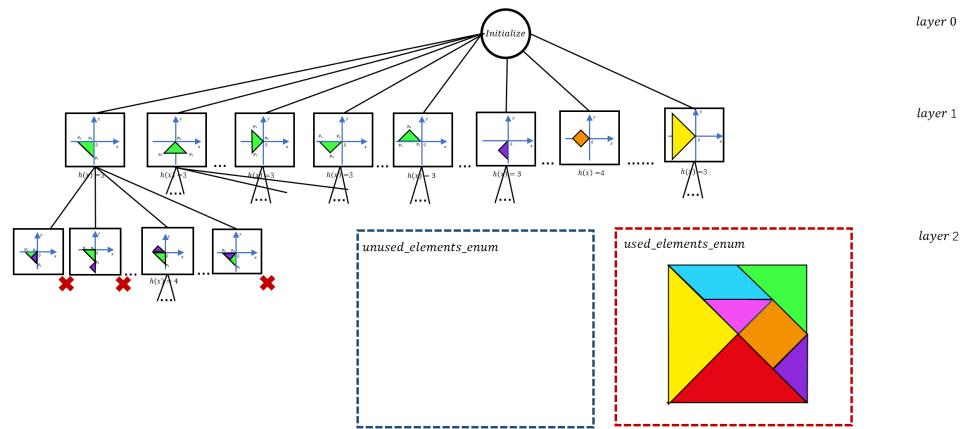 Initialize
layer 0
layer 1
h(x) =3
h(x) =3
h(x) =3
h(x) =3
h(x) = 3
h(x) = 3
h(x) =4
h(x) =3
layer 2
h(x) = 4
unused_elements_enum
used_elements_enum